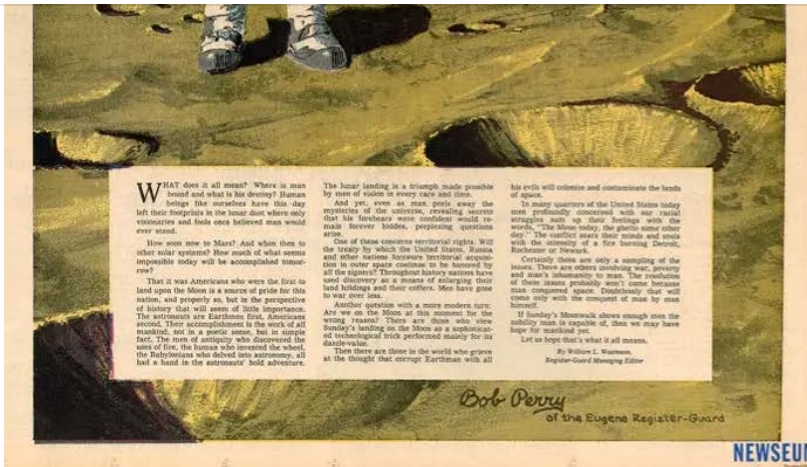 WHAT does it all mean? Where is man
bound and what is his destiny? Human
beings like ourselves have this day
left their footprints in the lunar dust where only
visionaries and fools once believed man would
ever stand.
How soon now to Mars? And when then to
other solar systems? How much of what seems
impossible today will be accomplished tomor-
row?
That it was Americans who were the first to
land upon the Moon is a source of pride for this
nation, and properly so, but in the perspective
of history that will seem of little importance.
The astronauts are Earthmen first, Americans
second. Their accomplishment is the work of all
mankind, not in a poetic sense, but in simple
fact. The men of antiquity who discovered the
uses of fire, the human who invented the wheel,
the Babylonians who delved into astronomy, all
had a hand in the astronauts' bold adventure.
The lunar landing is a triumph made possible
by men of vision in every race and time.
And yet, even as man peels away the
mysteries of the universe, revealing secrets
that his forebears were confident would re-
main forever hidden, perplexing questions
arise.
One of these concerns territorial rights. Will
the treaty by which the United States, Russia
and other nations forsworn territorial acquisi-
tion in outer space continue to be honored by
all the signers? Throughout history nations have
used discovery as a means of enlarging their
land holdings and their coffers. Men have gone
to war over less.
Another question with a more modern turn:
Are we on the Moon at this moment for the
wrong reason? There are those who view
Sunday's landing on the Moon as a sophisticat-
ed technological trick performed mainly for its
dazzle-value.
Then there are those in the world who grieve
at the thought that corrupt Earthman with all
his evils will colonize and contaminate the lands
of space.
In many quarters of the United States today
men profoundly concerned with our racial
struggles sum up their feelings with the
words, "The Moon today, the ghetto some other
day." The conflict sears their minds and souls
with the intensity of a fire burning Detroit,
Rochester or Newark.
Certainly those are only a sampling of the
issues. There are others involving war, poverty
and man's inhumanity to man. The resolution
of these issues probably won't come because
man conquered space. Doubtlessly that will
come only with the conquest of man by man
himself.
If Sunday's Moonwalk shows enough men the
nobility man is capable of, then we may have
hope for mankind yet.
Let us hope that's what it all means.
By William L.
Register-Guard Managing Editor
Bob Perry
of the Eugene Register-Guard
NEWSEUM